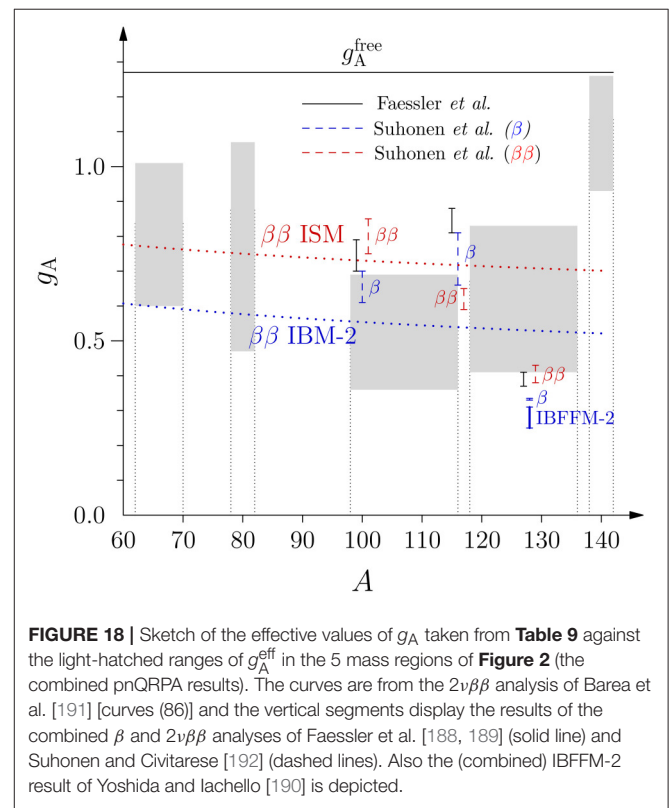 g_A^free
Faessler et al.
Suhonen et al. (β)
Suhonen et al. (ββ)
1.0
ββ ISM
ββ
β
β
g_A
ββ
0.5
ββ IBM-2
ββ
β
IBFFM-2
0.0
60 70 80 90 100 110 120 130 140
A
FIGURE 18 | Sketch of the effective values of g_A taken from Table 9 against
the light-hatched ranges of g_A^eff in the 5 mass regions of Figure 2 (the
combined pnQRPA results). The curves are from the 2νββ analysis of Barea et
al. [191] [curves (86)] and the vertical segments display the results of the
combined β and 2νββ analyses of Faessler et al. [188, 189] (solid line) and
Suhonen and Civitarese [192] (dashed lines). Also the (combined) IBFFM-2
result of Yoshida and Iachello [190] is depicted.